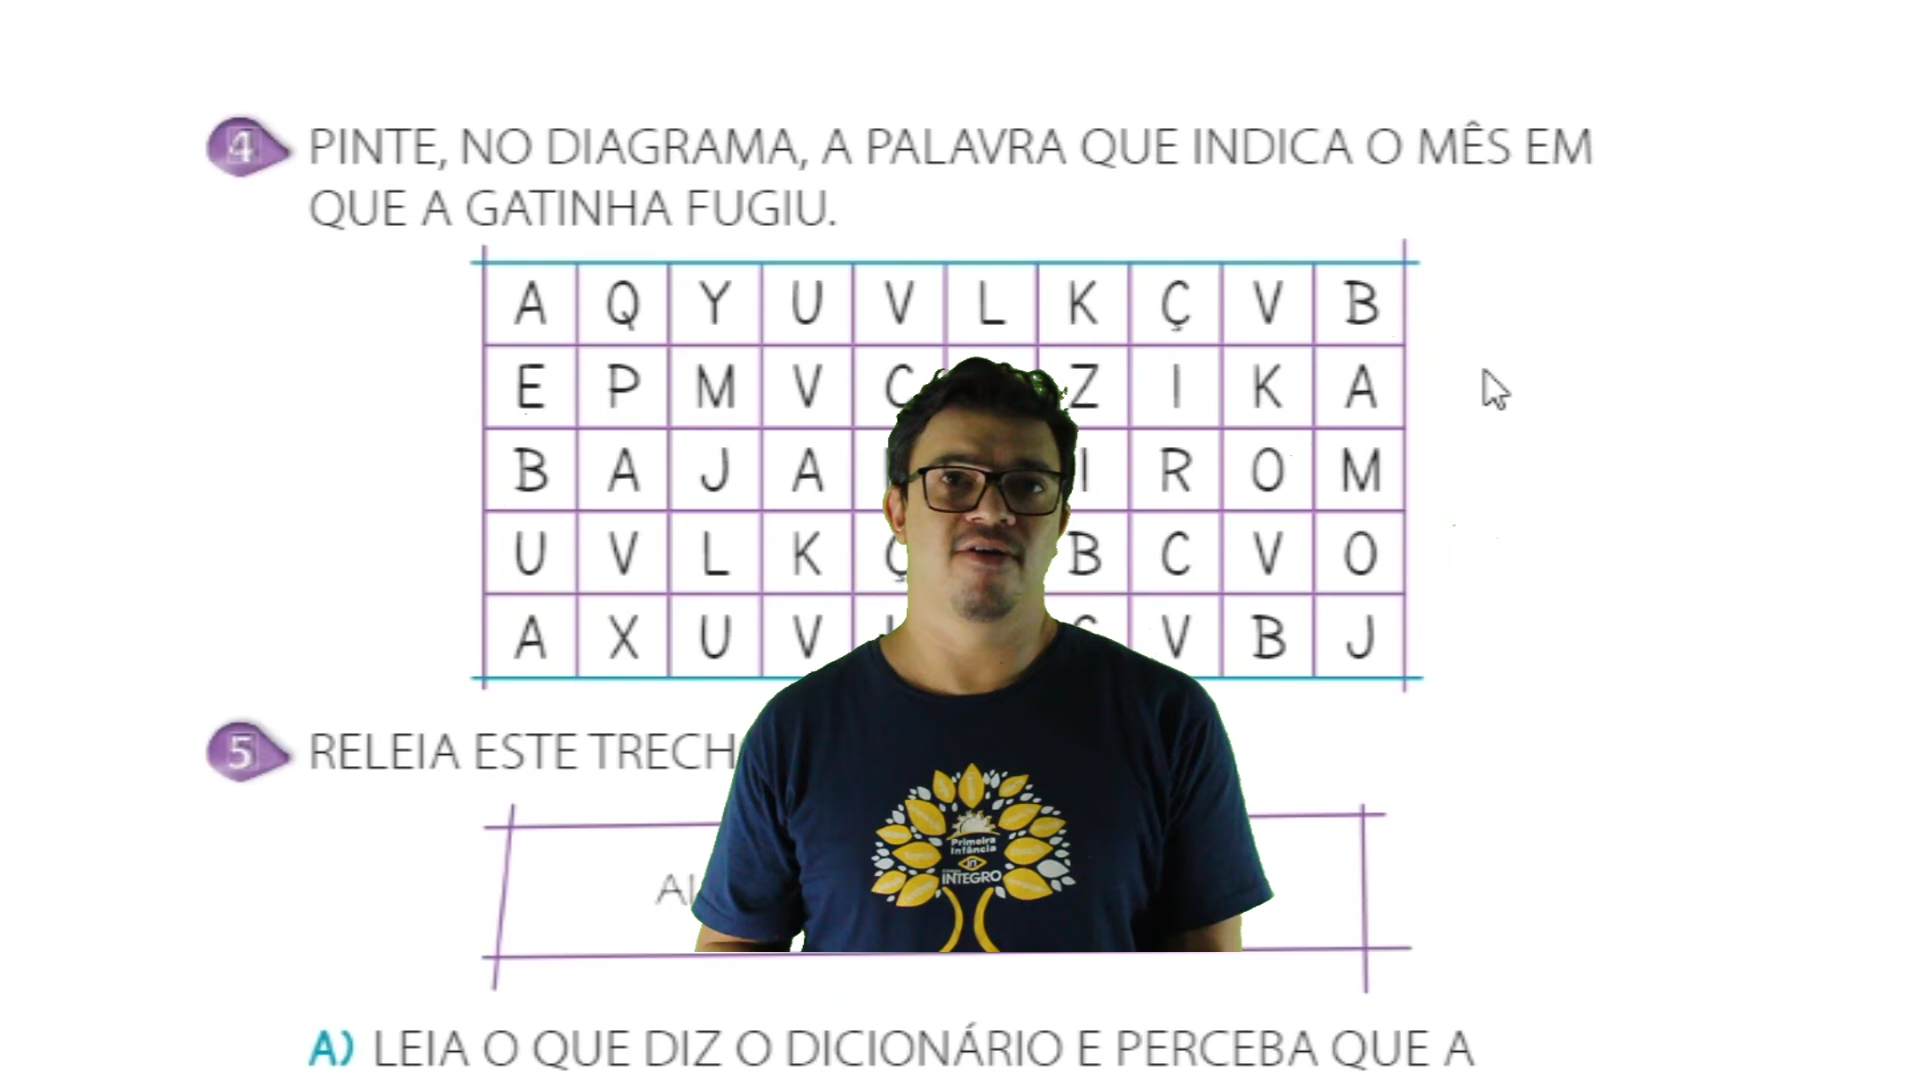 4 PINTE, NO DIAGRAMA, A PALAVRA QUE INDICA O MÊS EM
QUE A GATINHA FUGIU.
A Q Y U V L K Ç V B
E P M V C Z I K A
B A J A I R O M
U V L K Ç B C V O
A X U V V B J
5 RELEIA ESTE
Primeira
Infância
INTEGRO
A) LEIA O QUE DIZ O DICIONÁRIO E PERCEBA QUE A